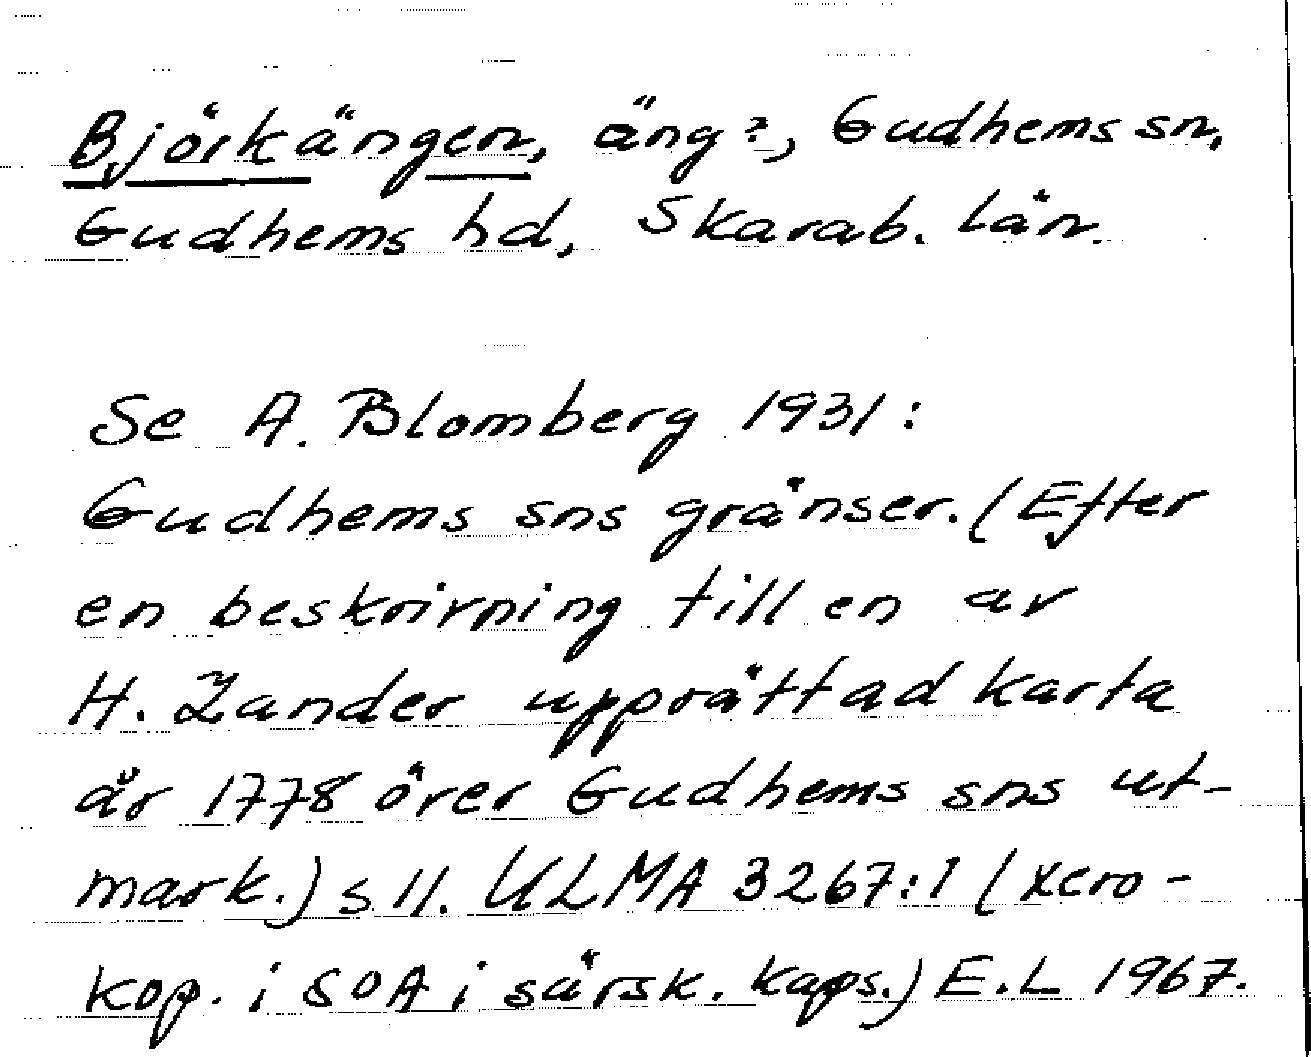 Björkängen, äng?, Gudhems sn,
Gudhems hd, Skarab. län.
Se A. Blomberg 1931:
Gudhems sns gränser. (Efter
en beskrivning till en av
H. Zander upprättad karta
år 1778 över Gudhems sns ut-
mark.) s 11. ULMA 3267:1 (xero-
kop. i SOA i särsk. kaps.) E.L 1967.